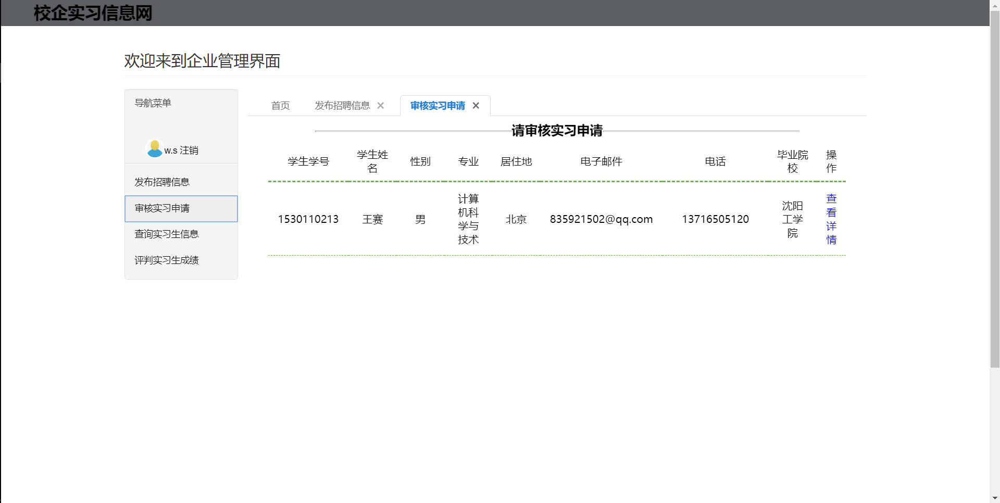 校企实习信息网
欢迎来到企业管理界面
导航菜单
w.s 注销
发布招聘信息
审核实习申请
查询实习生信息
评判实习生成绩
首页 发布招聘信息 × 审核实习申请 ×
请审核实习申请
学生学号 学生姓名 性别 专业 居住地 电子邮件 电话 毕业院校 操作
1530110213 王赛 男 计算机科学与技术 北京 835921502@qq.com 13716505120 沈阳工学院 查看详情